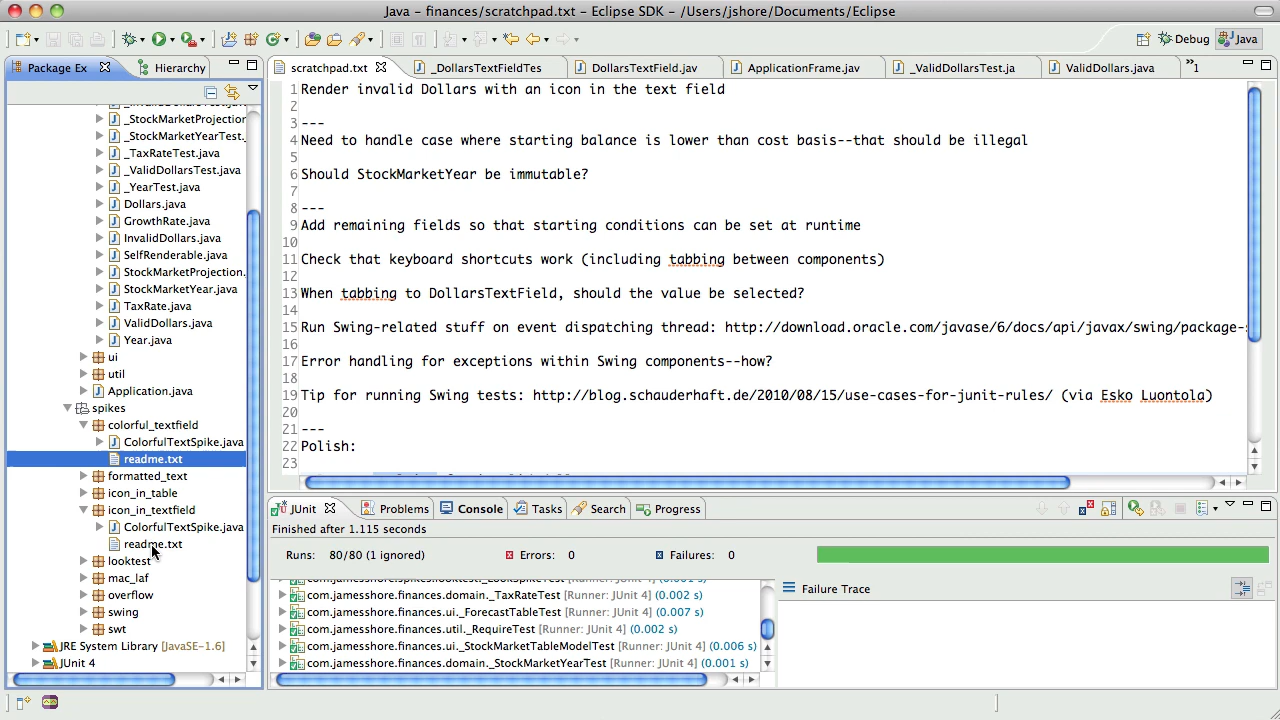 Java - finances/scratchpad.txt - Eclipse SDK - /Users/jshore/Documents/Eclipse
Debug
Java
Package Ex
Hierarchy
_StockMarketProjection
_StockMarketYearTest.
_TaxRateTest.java
_ValidDollarsTest.java
_YearTest.java
Dollars.java
GrowthRate.java
InvalidDollars.java
SelfRenderable.java
StockMarketProjection.
StockMarketYear.java
TaxRate.java
ValidDollars.java
Year.java
ui
util
Application.java
spikes
colorful_textfield
ColorfulTextSpike.java
readme.txt
formatted_text
icon_in_table
icon_in_textfield
ColorfulTextSpike.java
readme.txt
looktest
mac_laf
overflow
swing
swt
JRE System Library [JavaSE-1.6]
JUnit 4
scratchpad.txt
_DollarsTextFieldTes
DollarsTextField.jav
ApplicationFrame.jav
_ValidDollarsTest.ja
ValidDollars.java
»1
1 Render invalid Dollars with an icon in the text field
2
3 ---
4 Need to handle case where starting balance is lower than cost basis--that should be illegal
5
6 Should StockMarketYear be immutable?
7
8 ---
9 Add remaining fields so that starting conditions can be set at runtime
10
11 Check that keyboard shortcuts work (including tabbing between components)
12
13 When tabbing to DollarsTextField, should the value be selected?
14
15 Run Swing-related stuff on event dispatching thread: http://download.oracle.com/javase/6/docs/api/javax/swing/package-s
16
17 Error handling for exceptions within Swing components--how?
18
19 Tip for running Swing tests: http://blog.schauderhaft.de/2010/08/15/use-cases-for-junit-rules/ (via Esko Luontola)
20
21 ---
22 Polish:
23
JUnit
Problems
Console
Tasks
Search
Progress
Finished after 1.115 seconds
Runs: 80/80 (1 ignored)
Errors: 0
Failures: 0
com.jamesshore.finances.domain._TaxRateTest [Runner: JUnit 4] (0.002 s)
com.jamesshore.finances.ui._ForecastTableTest [Runner: JUnit 4] (0.007 s)
com.jamesshore.finances.util._RequireTest [Runner: JUnit 4] (0.002 s)
com.jamesshore.finances.ui._StockMarketTableModelTest [Runner: JUnit 4] (0.006 s)
com.jamesshore.finances.domain._StockMarketYearTest [Runner: JUnit 4] (0.001 s)
Failure Trace